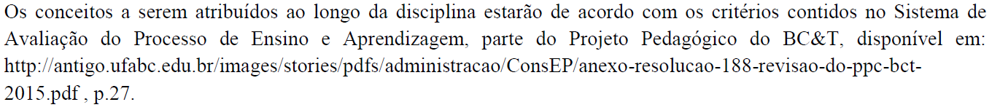 Os conceitos a serem atribuídos ao longo da disciplina estarão de acordo com os critérios contidos no Sistema de
Avaliação do Processo de Ensino e Aprendizagem, parte do Projeto Pedagógico do BC&T, disponível em:
http://antigo.ufabc.edu.br/images/stories/pdfs/administracao/ConsEP/anexo-resolucao-188-revisao-do-ppc-bct-
2015.pdf , p.27.